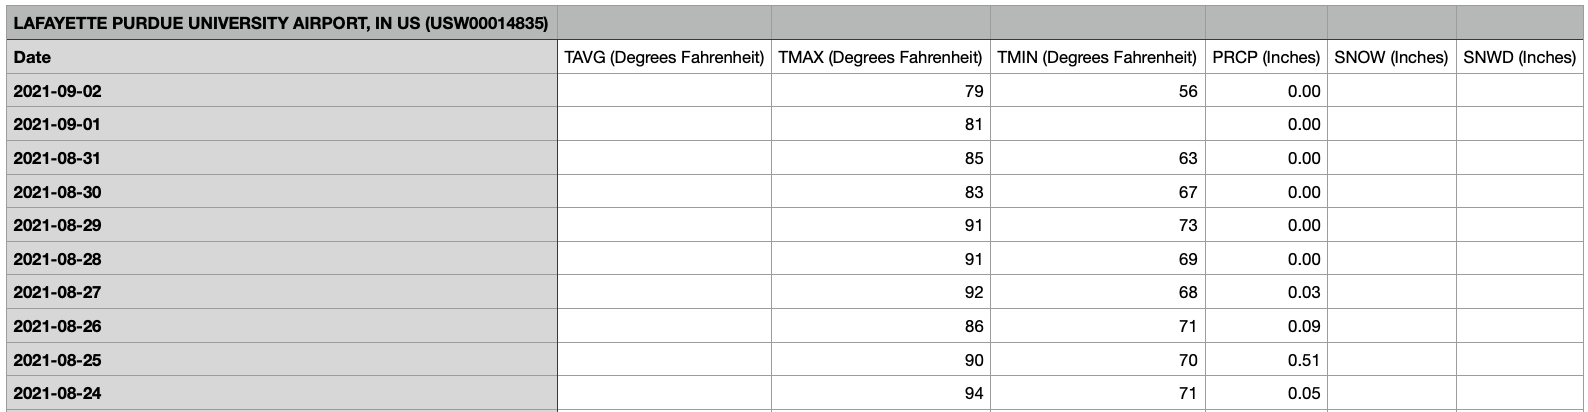 LAFAYETTE PURDUE UNIVERSITY AIRPORT, IN US (USW00014835)
Date TAVG (Degrees Fahrenheit) TMAX (Degrees Fahrenheit) TMIN (Degrees Fahrenheit) PRCP (Inches) SNOW (Inches) SNWD (Inches)
2021-09-02 79 56 0.00
2021-09-01 81 0.00
2021-08-31 85 63 0.00
2021-08-30 83 67 0.00
2021-08-29 91 73 0.00
2021-08-28 91 69 0.00
2021-08-27 92 68 0.03
2021-08-26 86 71 0.09
2021-08-25 90 70 0.51
2021-08-24 94 71 0.05